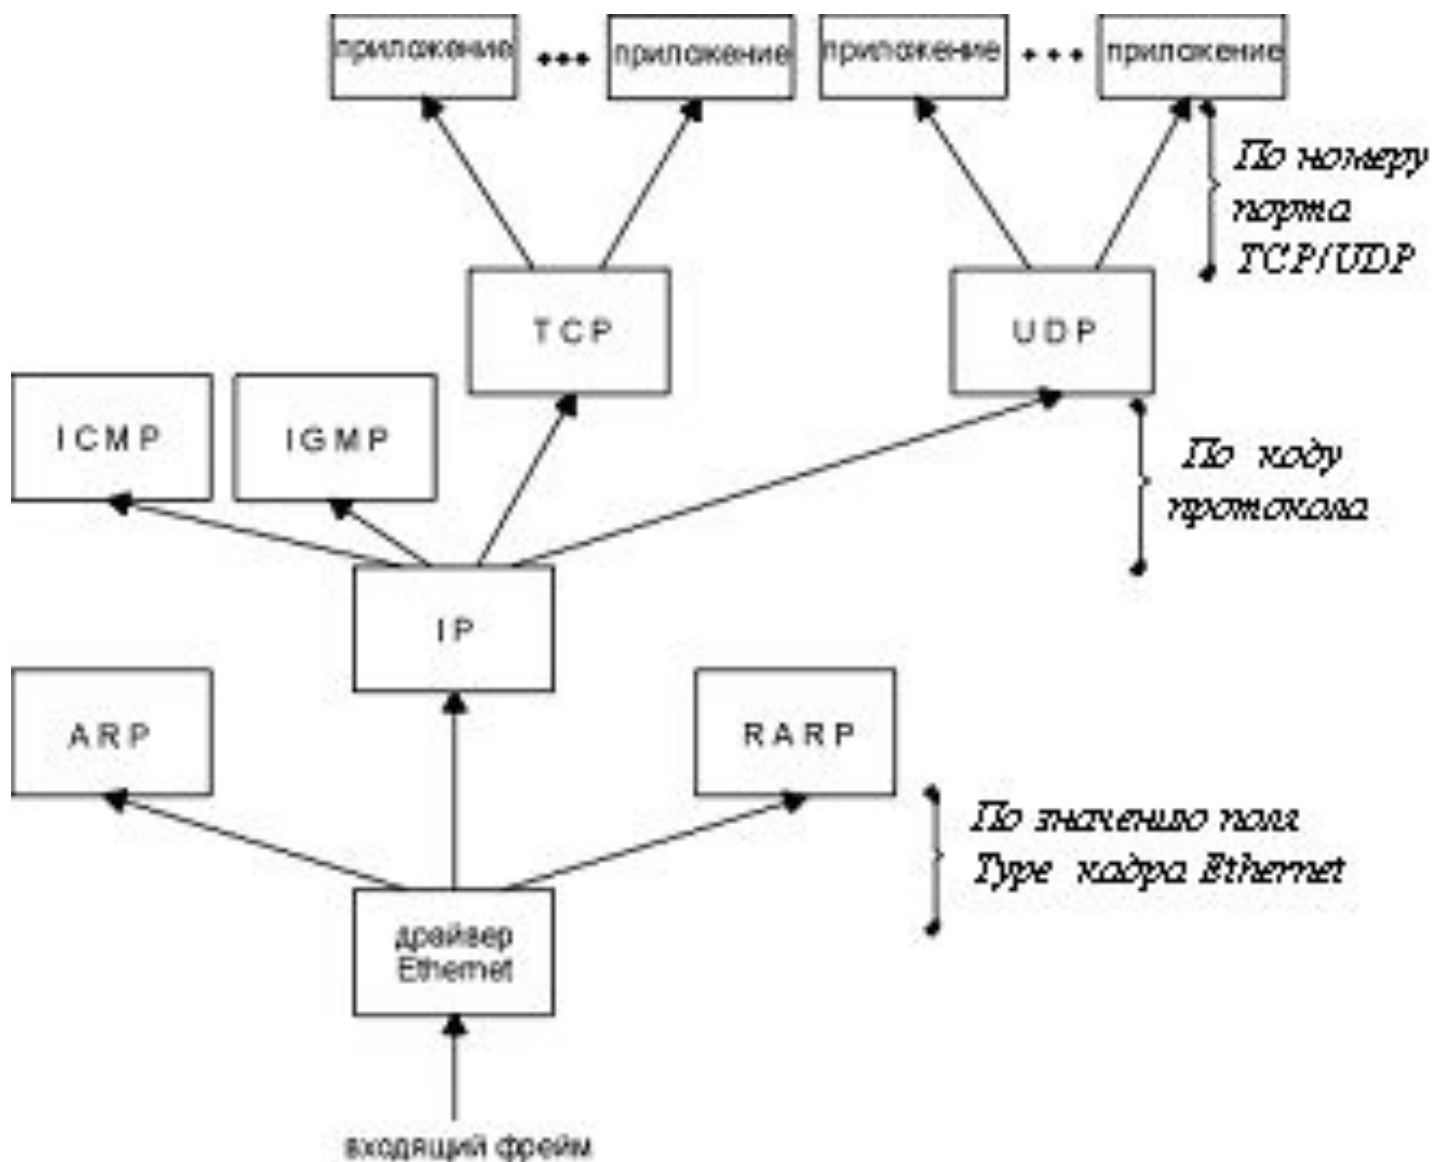 приложение ••• приложение приложение ••• приложение
По номеру
порта
TCP/UDP
TCP
UDP
ICMP
IGMP
По коду
протокола
IP
ARP
RARP
По значению поля
Type кадра Ethernet
драйвер
Ethernet
входящий фрейм